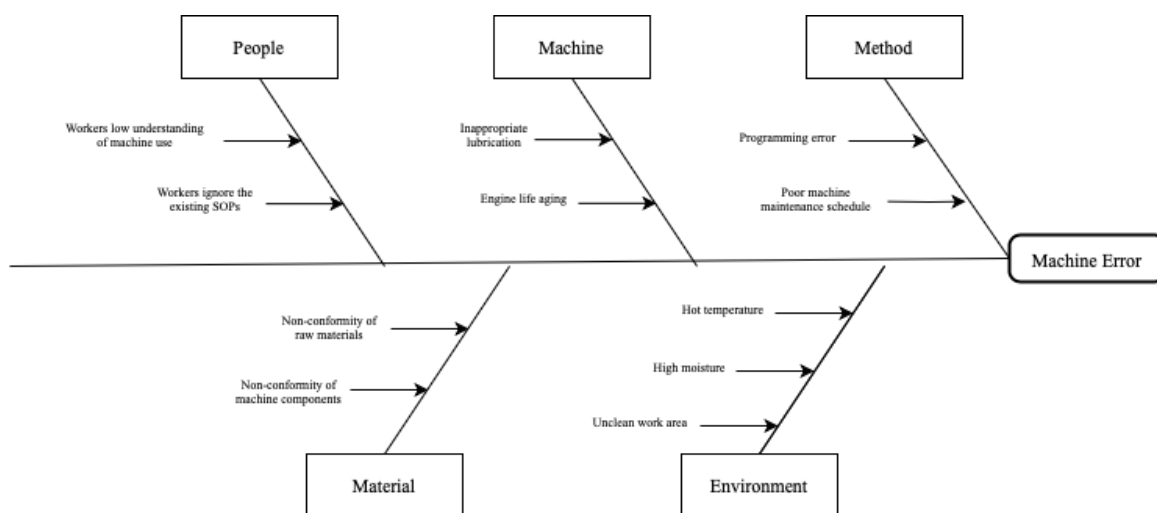 People
Machine
Method
Workers low understanding
of machine use
Workers ignore the
existing SOPs
Inappropriate
lubrication
Engine life aging
Programming error
Poor machine
maintenance schedule
Machine Error
Non-conformity of
raw materials
Non-conformity of
machine components
Hot temperature
High moisture
Unclean work area
Material
Environment